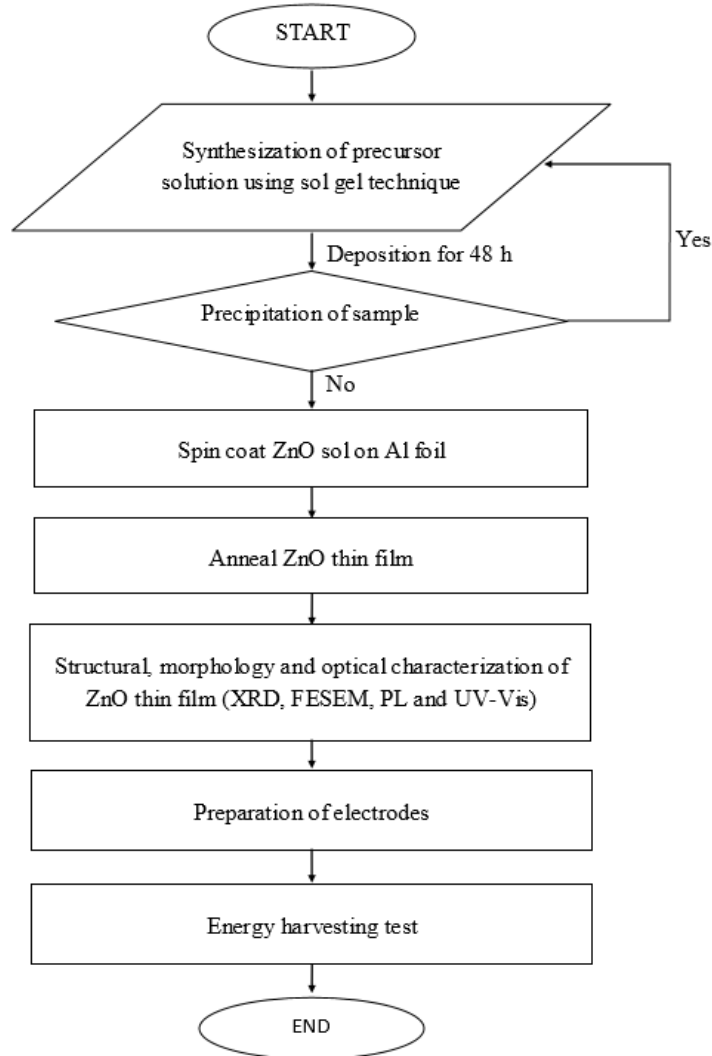 START
Synthesization of precursor
solution using sol gel technique
Deposition for 48 h
Yes
Precipitation of sample
No
Spin coat ZnO sol on Al foil
Anneal ZnO thin film
Structural, morphology and optical characterization of
ZnO thin film (XRD, FESEM, PL and UV-Vis)
Preparation of electrodes
Energy harvesting test
END